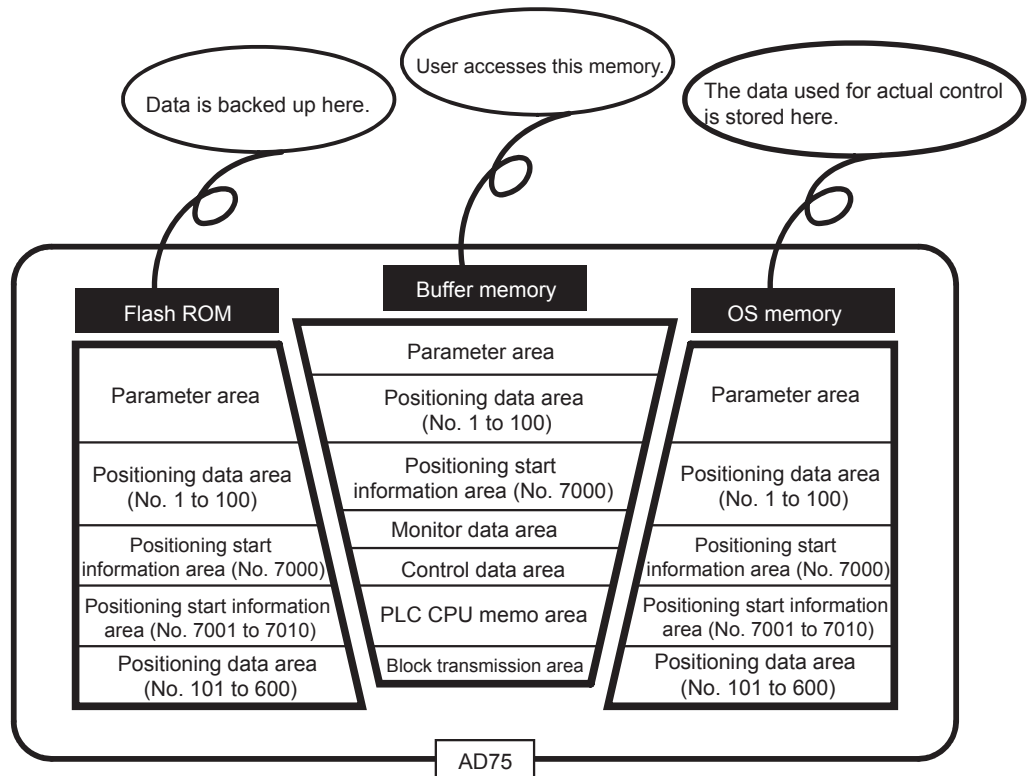 Data is backed up here.
User accesses this memory.
The data used for actual control
is stored here.
Flash ROM
Parameter area
Positioning data area
(No. 1 to 100)
Positioning start
information area (No. 7000)
Positioning start information
area (No. 7001 to 7010)
Positioning data area
(No. 101 to 600)
Buffer memory
Parameter area
Positioning data area
(No. 1 to 100)
Positioning start
information area (No. 7000)
Monitor data area
Control data area
PLC CPU memo area
Block transmission area
OS memory
Parameter area
Positioning data area
(No. 1 to 100)
Positioning start
information area (No. 7000)
Positioning start information
area (No. 7001 to 7010)
Positioning data area
(No. 101 to 600)
AD75